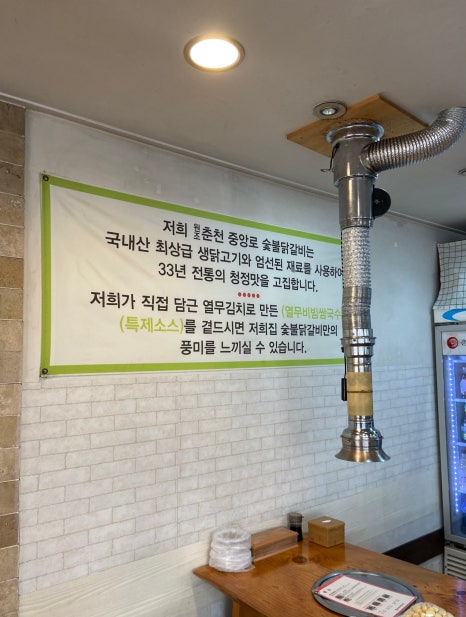 저희 원조춘천 중앙로 숯불닭갈비는
국내산 최상급 생닭고기와 엄선된 재료를 사용하여
33년 전통의 청정맛을 고집합니다.
저희가 직접 담근 열무김치로 만든 (열무비빔쌈국수
(특제소스)를 곁드시면 저희집 숯불닭갈비만의
풍미를 느끼실 수 있습니다.